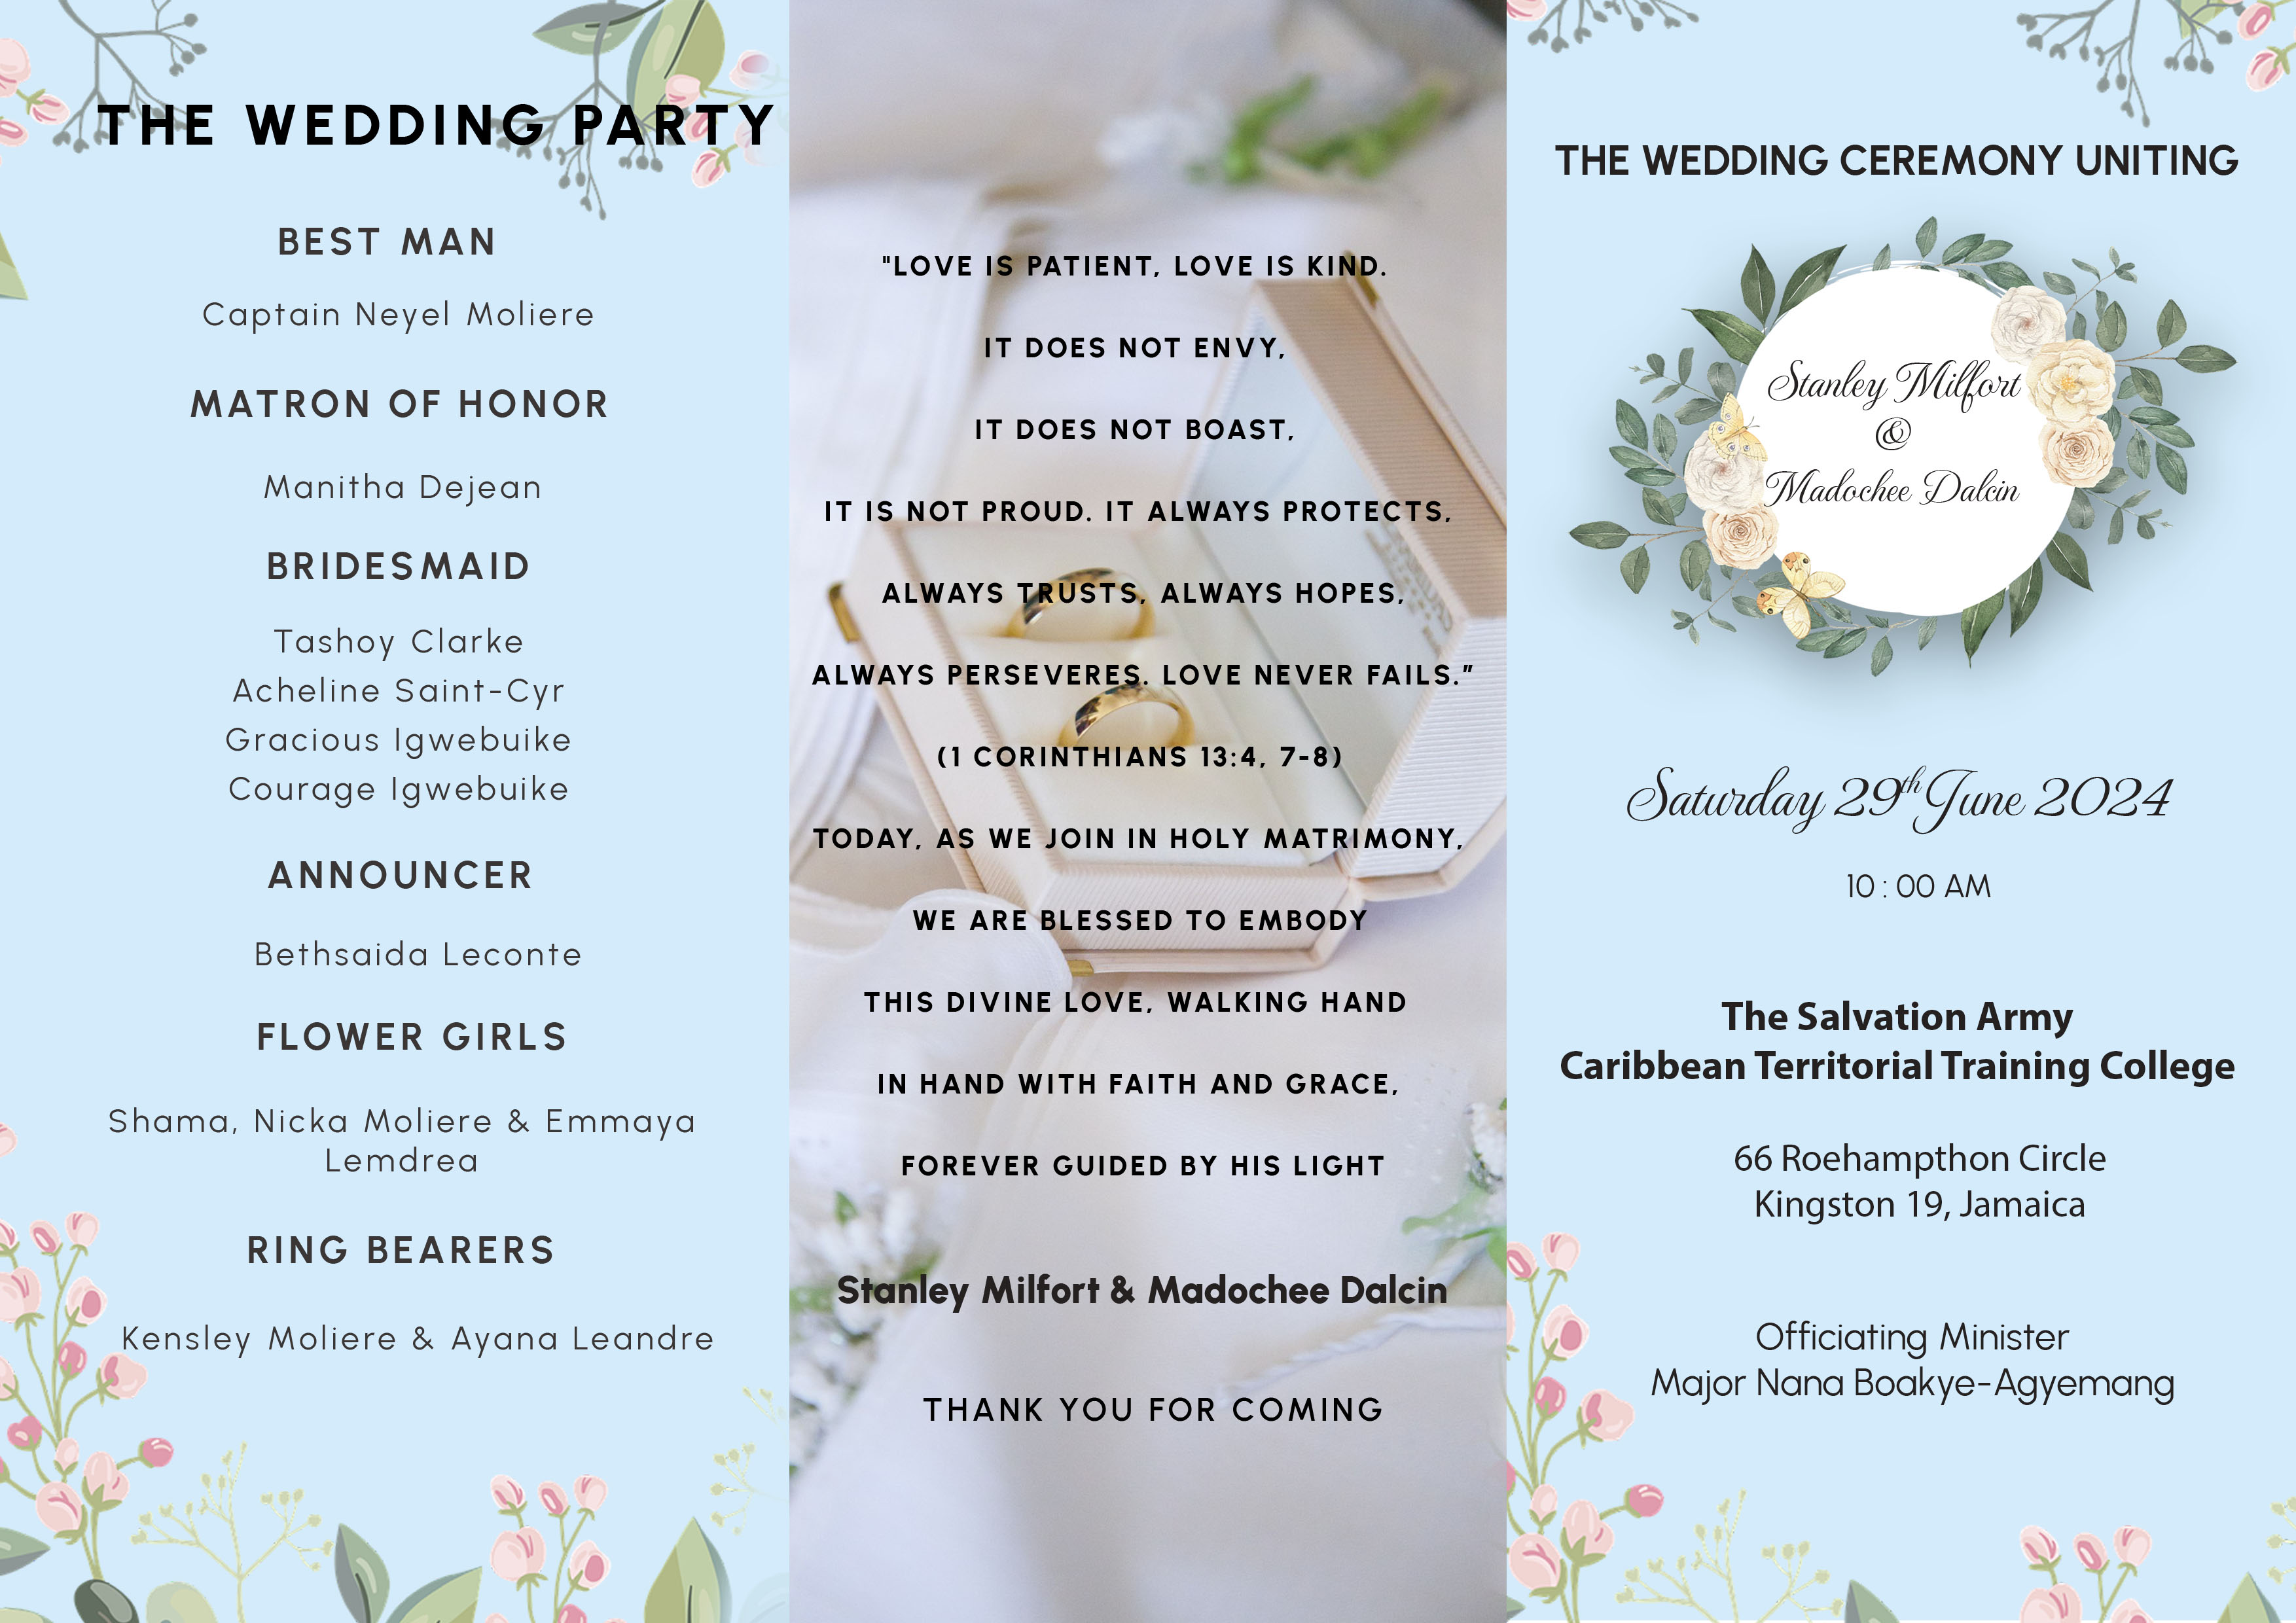 THE WEDDING PARTY
BEST MAN
Captain Neyel Moliere
MATRON OF HONOR
Manitha Dejean
BRIDESMAID
Tashoy Clarke
Acheline Saint-Cyr
Gracious Igwebuike
Courage Igwebuike
ANNOUNCER
Bethsaida Leconte
FLOWER GIRLS
Shama, Nicka Moliere & Emmaya
Lemdrea
RING BEARERS
Kensley Moliere & Ayana Leandre
"LOVE IS PATIENT, LOVE IS KIND.
IT DOES NOT ENVY,
IT DOES NOT BOAST,
IT IS NOT PROUD. IT ALWAYS PROTECTS,
ALWAYS TRUSTS, ALWAYS HOPES,
ALWAYS PERSEVERES. LOVE NEVER FAILS.”
(1 CORINTHIANS 13:4, 7-8)
TODAY, AS WE JOIN IN HOLY MATRIMONY,
WE ARE BLESSED TO EMBODY
THIS DIVINE LOVE, WALKING HAND
IN HAND WITH FAITH AND GRACE,
FOREVER GUIDED BY HIS LIGHT
Stanley Milfort & Madochee Dalcin
THANK YOU FOR COMING
THE WEDDING CEREMONY UNITING
Stanley Milfort
&
Madochee Dalcin
Saturday 29th June 2024
10 : 00 AM
The Salvation Army
Caribbean Territorial Training College
66 Roehampthon Circle
Kingston 19, Jamaica
Officiating Minister
Major Nana Boakye-Agyemang